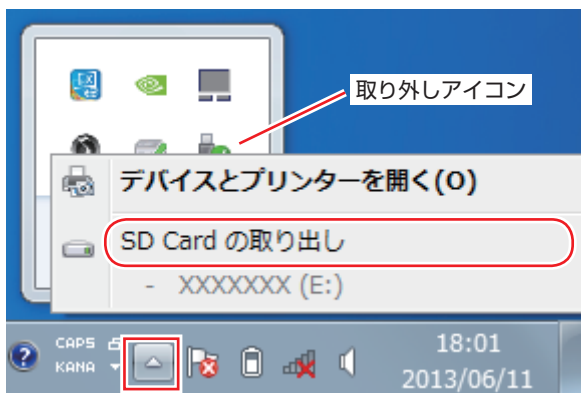 取り外しアイコン
デバイスとプリンターを開く(O)
SD Card の取り出し
- XXXXXXX (E:)
CAPS
KANA
18:01
2013/06/11